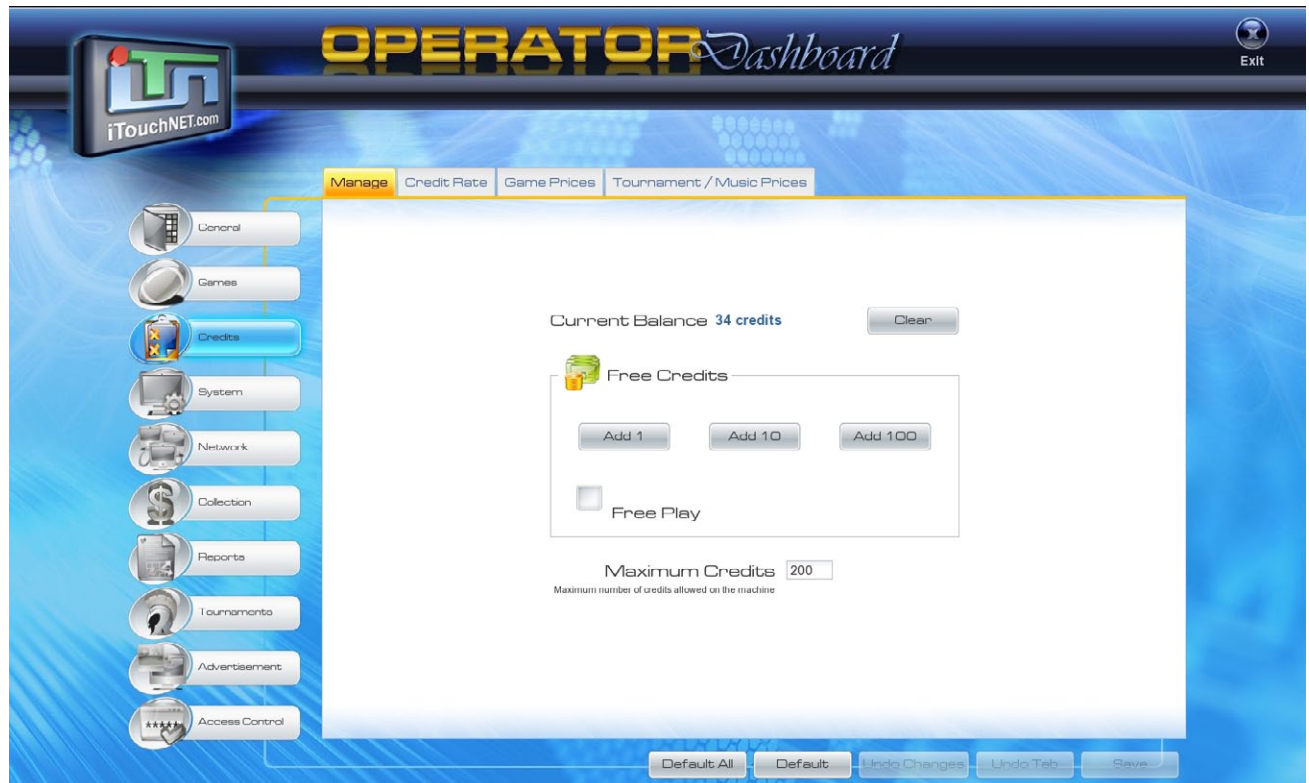 OPERATOR Dashboard
Exit
iTn
iTouchNET.com
Manage
Credit Rate
Game Prices
Tournament / Music Prices
General
Games
Credits
System
Network
Collection
Reports
Tournaments
Advertisement
Access Control
Current Balance 34 credits
Clear
Free Credits
Add 1
Add 10
Add 100
Free Play
Maximum Credits 200
Maximum number of credits allowed on the machine
Default All
Default
Undo Changes
Undo Tab
Save